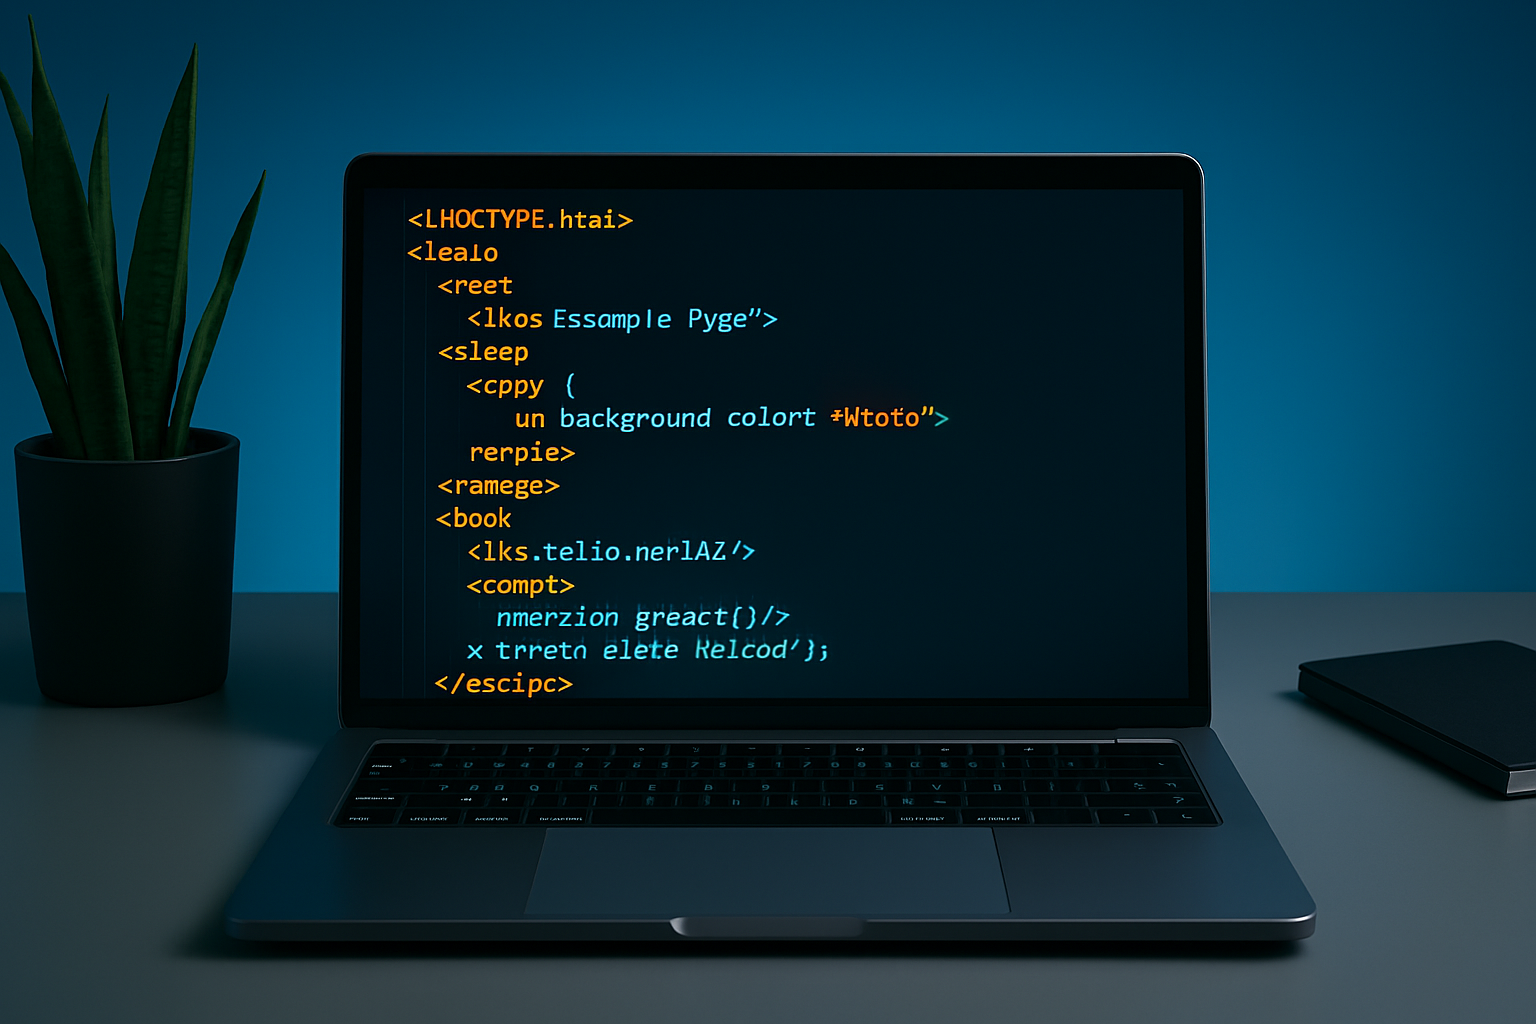 <LHOCTYPE.htai>
<lealo
<reet
<lkos Essample Pyge”>
<sleep
<cppy {
un background colort Wtoto”>
rerpie>
<ramege>
<book
<lks.telio.nerlAZ/>
<compt>
nmerzion greact{}/>
x trretn elete Relcod’};
</escipc>